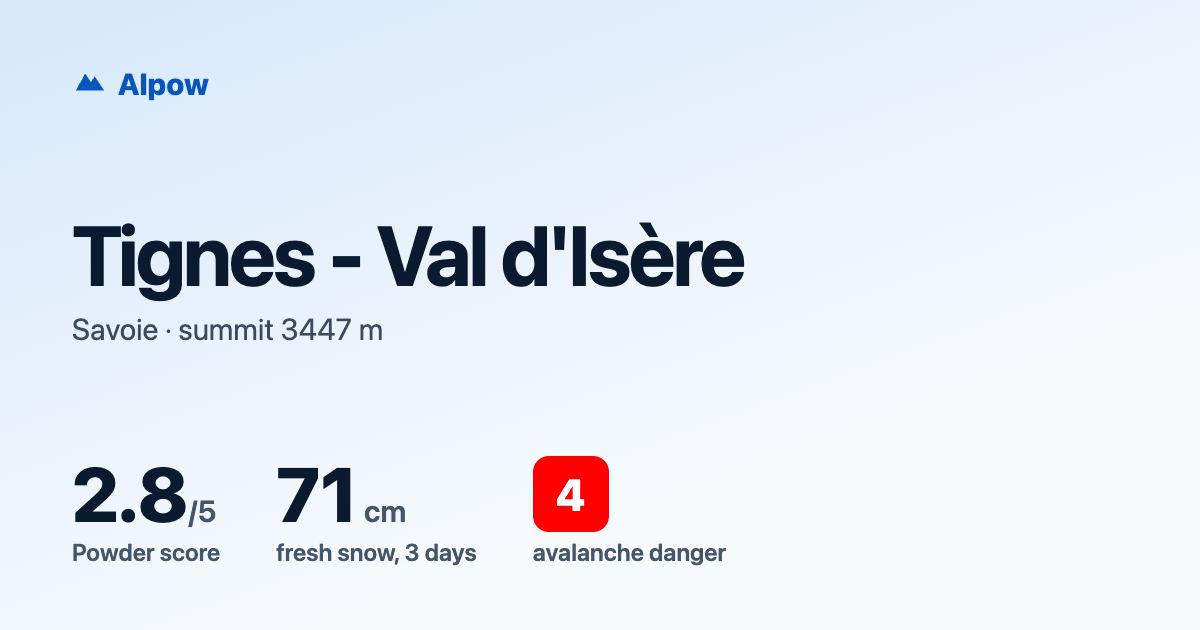 Alpow
Tignes - Val d'Isère
Savoie · summit 3447 m
2.8/5 71 cm 4
Powder score fresh snow, 3 days avalanche danger